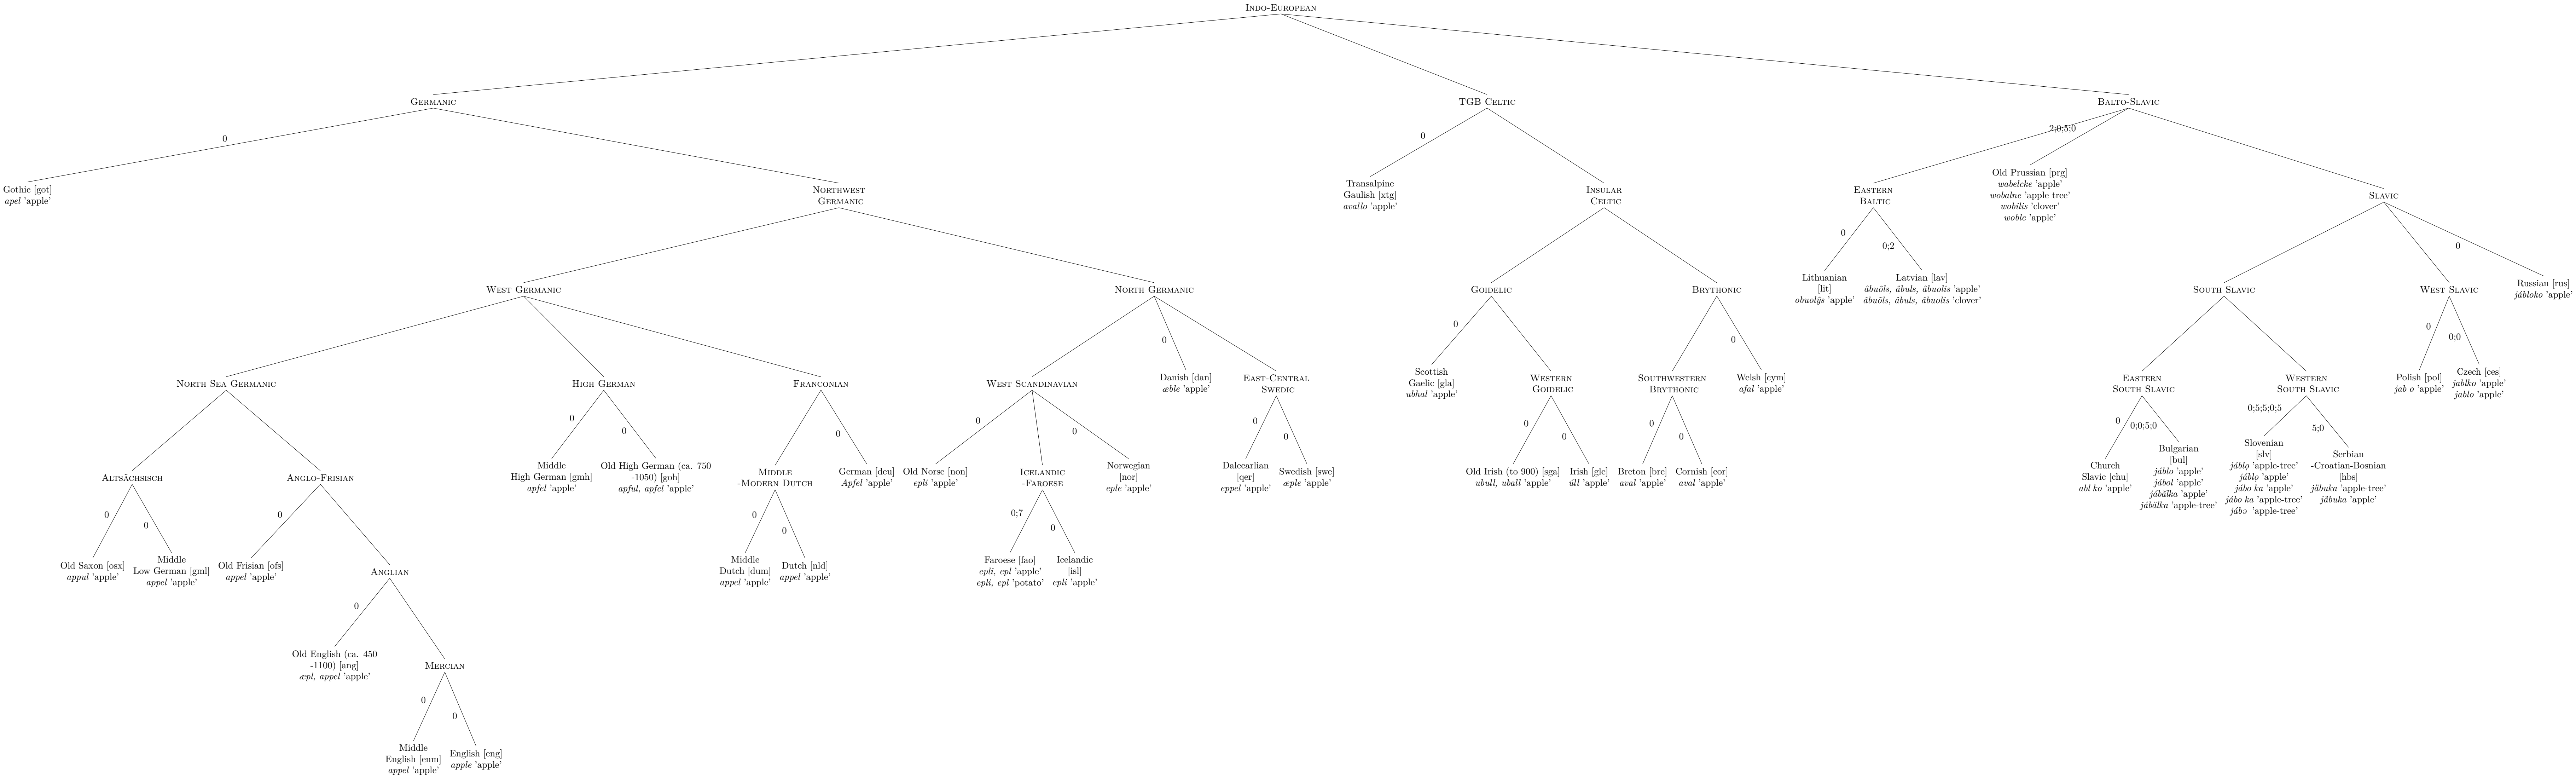 INDO-EUROPEAN
GERMANIC
TGB CELTIC
BALTO-SLAVIC
0
0
2;0;5;0
Gothic [got]
apel 'apple'
NORTHWEST
GERMANIC
Transalpine
Gaulish [xtg]
avallo 'apple'
INSULAR
CELTIC
EASTERN
BALTIC
Old Prussian [prg]
wabelcke 'apple'
wobalne 'apple tree'
wobilis 'clover'
woble 'apple'
SLAVIC
0
0;2
0
WEST GERMANIC
NORTH GERMANIC
GOIDELIC
BRYTHONIC
Lithuanian
[lit]
obuolỹs 'apple'
Latvian [lav]
âbuõls, âbuls, âbuolis 'apple'
âbuõls, âbuls, âbuolis 'clover'
SOUTH SLAVIC
WEST SLAVIC
Russian [rus]
jábloko 'apple'
0
0
0
0
0;0
NORTH SEA GERMANIC
HIGH GERMAN
FRANCONIAN
WEST SCANDINAVIAN
Danish [dan]
æble 'apple'
EAST-CENTRAL
SWEDIC
Scottish
Gaelic [gla]
ubhal 'apple'
WESTERN
GOIDELIC
SOUTHWESTERN
BRYTHONIC
Welsh [cym]
afal 'apple'
EASTERN
SOUTH SLAVIC
WESTERN
SOUTH SLAVIC
Polish [pol]
jab o 'apple'
Czech [ces]
jablko 'apple'
jablo 'apple'
0
0
0
0
0
0
0
0
0
0
0
0
0;0;5;0
0;5;5;0;5
5;0
ALTSÄCHSISCH
ANGLO-FRISIAN
Middle
High German [gmh]
apfel 'apple'
Old High German (ca. 750
-1050) [goh]
apful, apfel 'apple'
MIDDLE
-MODERN DUTCH
German [deu]
Apfel 'apple'
Old Norse [non]
epli 'apple'
ICELANDIC
-FAROESE
Norwegian
[nor]
eple 'apple'
Dalecarlian
[qer]
eppel 'apple'
Swedish [swe]
æple 'apple'
Old Irish (to 900) [sga]
ubull, uball 'apple'
Irish [gle]
úll 'apple'
Breton [bre]
aval 'apple'
Cornish [cor]
aval 'apple'
Church
Slavic [chu]
abl ko 'apple'
Bulgarian
[bul]
jáblo 'apple'
jábol 'apple'
jábălka 'apple'
jábălka 'apple-tree'
Slovenian
[slv]
'apple-tree'
'apple'
jábo ka 'apple'
jábo ka 'apple-tree'
'apple-tree'
Serbian
-Croatian-Bosnian
[hbs]
'apple-tree'
'apple'
0
0
0
0
0
0;7
0
Old Saxon [osx]
appul 'apple'
Middle
Low German [gml]
appel 'apple'
Old Frisian [ofs]
appel 'apple'
ANGLIAN
Middle
Dutch [dum]
appel 'apple'
Dutch [nld]
appel 'apple'
Faroese [fao]
epli, epl 'apple'
epli, epl 'potato'
Icelandic
[isl]
epli 'apple'
0
Old English (ca. 450
-1100) [ang]
æpl, appel 'apple'
MERCIAN
0
0
Middle
English [enm]
appel 'apple'
English [eng]
apple 'apple'